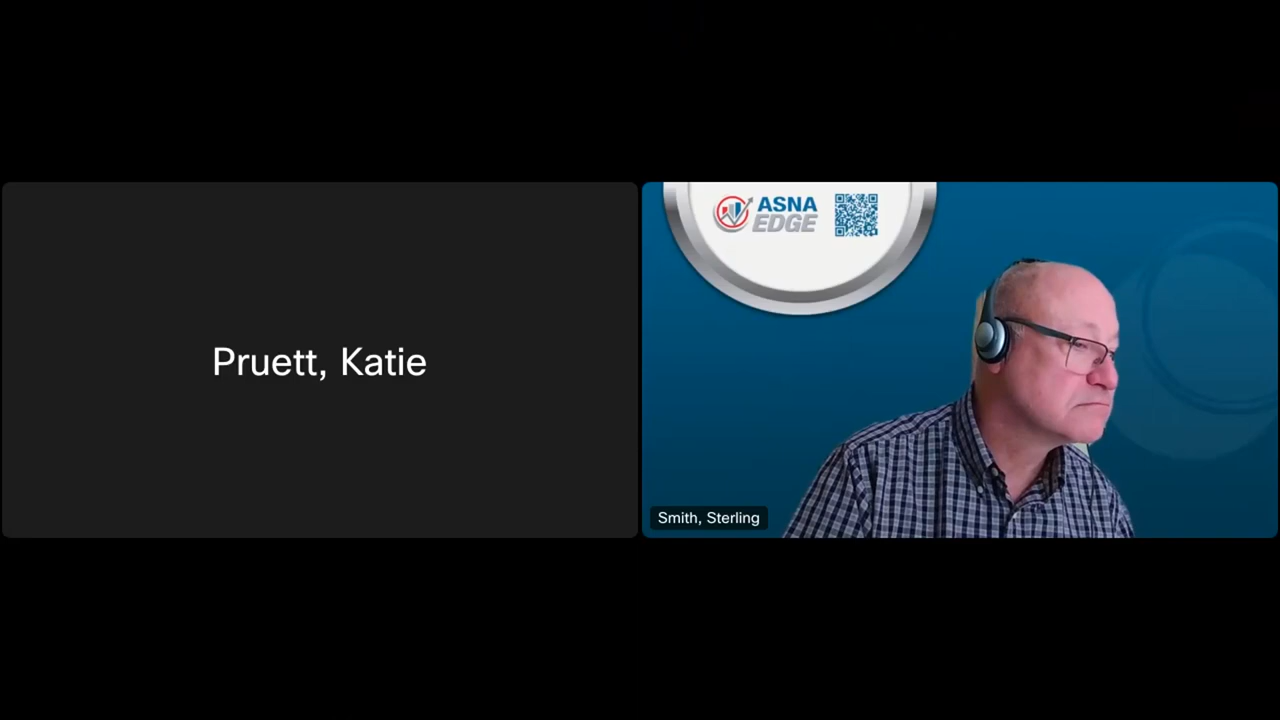 Pruett, Katie
ASNA
EDGE
Smith, Sterling